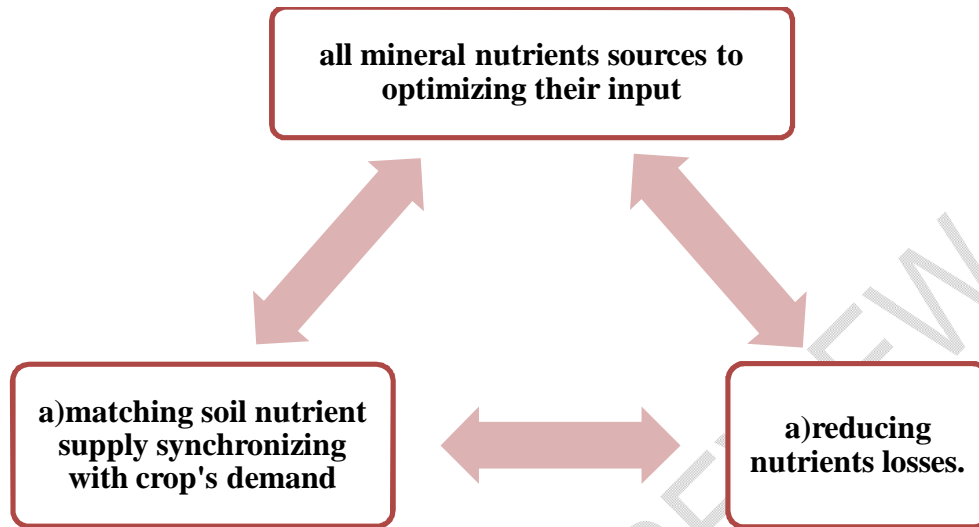 all mineral nutrients sources to
optimizing their input
a)matching soil nutrient
supply synchronizing
with crop's demand
a)reducing
nutrients losses.